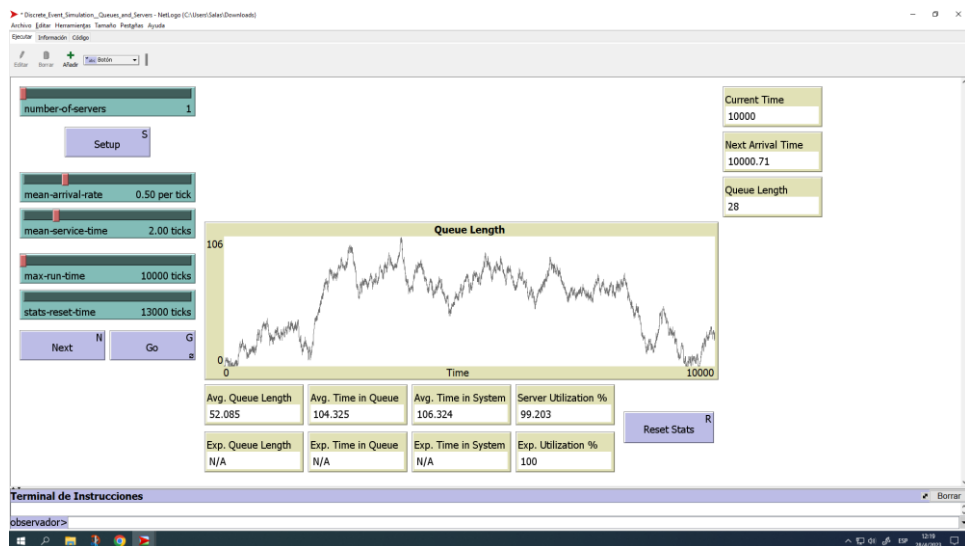 * Discrete_Event_Simulation__Queues_and_Servers - NetLogo {C:\Users\Salas\Downloads}
Archivo Editar Herramientas Tamaño Pestañas Ayuda
Ejecutar Información Código
Editar Borrar Añadir Botón
number-of-servers 1
Setup S
mean-arrival-rate 0.50 per tick
mean-service-time 2.00 ticks
max-run-time 10000 ticks
stats-reset-time 13000 ticks
Next N
Go G
Current Time
10000
Next Arrival Time
10000.71
Queue Length
28
Queue Length
106
0
0 Time 10000
Avg. Queue Length Avg. Time in Queue Avg. Time in System Server Utilization %
52.085 104.325 106.324 99.203
Reset Stats R
Exp. Queue Length Exp. Time in Queue Exp. Time in System Exp. Utilization %
N/A N/A N/A 100
Terminal de Instrucciones Borrar
observador>
ESP 12:19